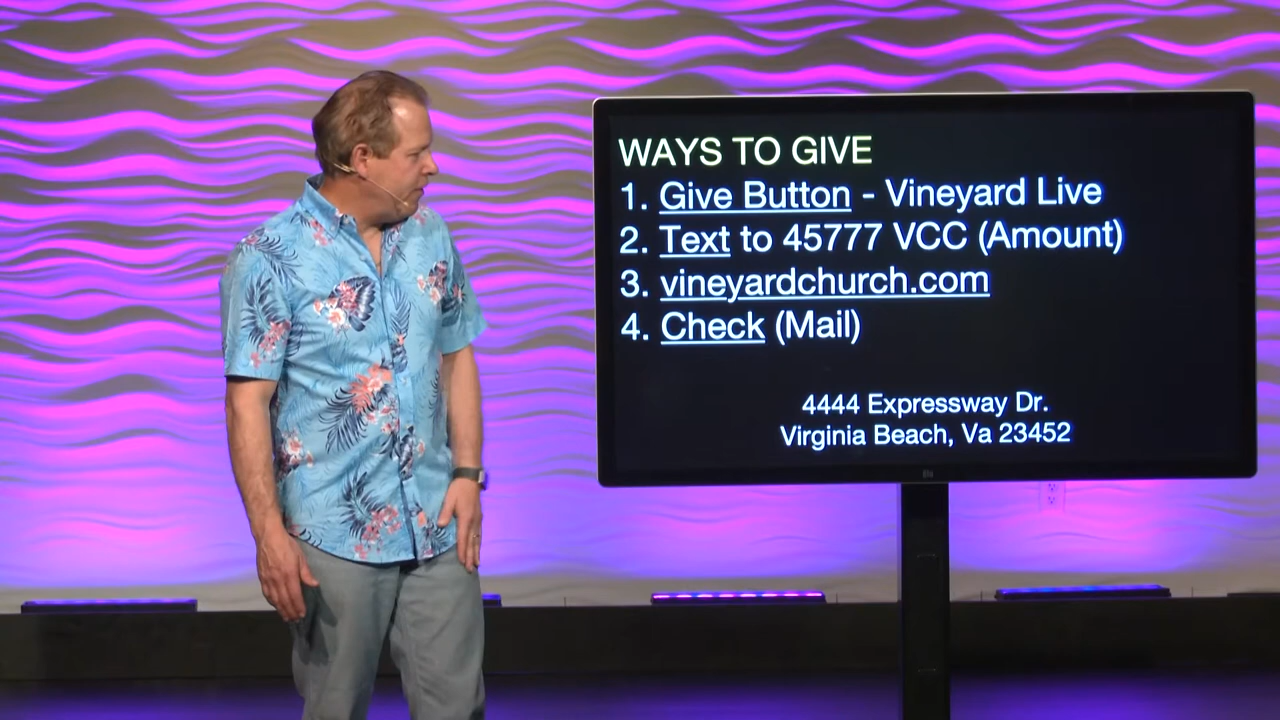 WAYS TO GIVE
1. Give Button - Vineyard Live
2. Text to 45777 VCC (Amount)
3. vineyardchurch.com
4. Check (Mail)
4444 Expressway Dr.
Virginia Beach, Va 23452